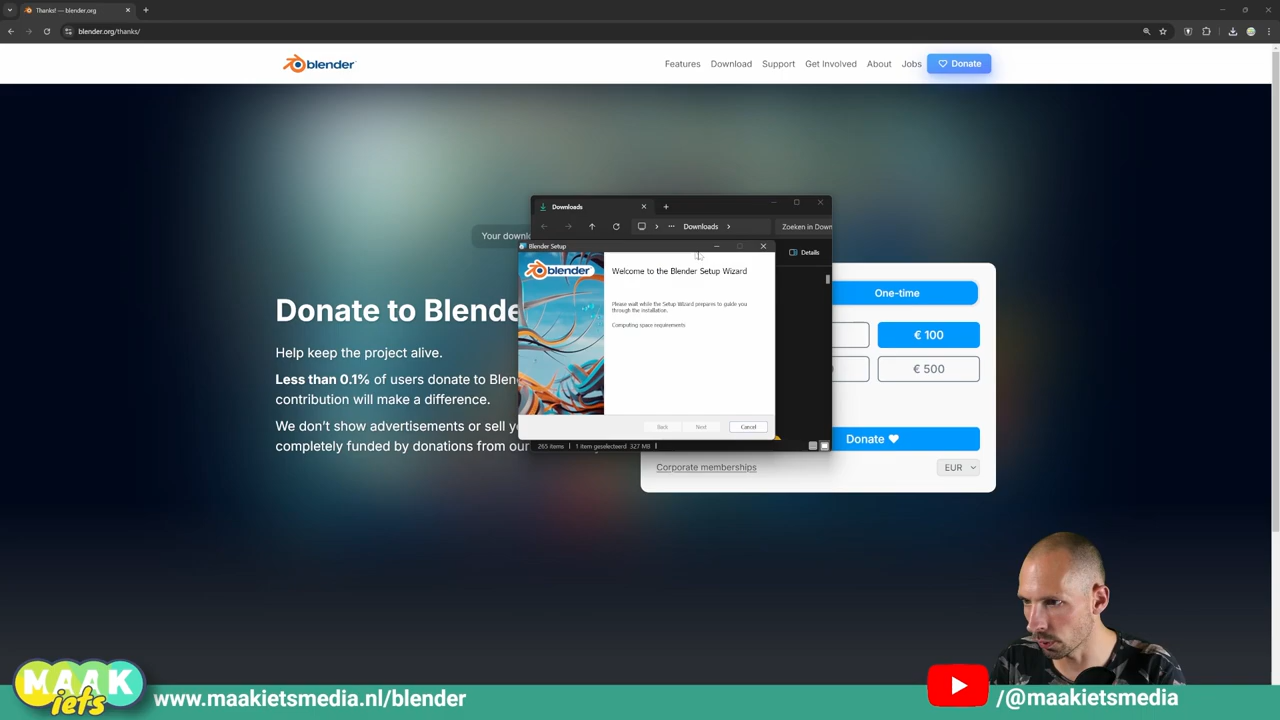 Thanks! — blender.org
blender.org/thanks/
blender
Features
Download
Support
Get Involved
About
Jobs
Donate
Downloads
Downloads
Zoeken in Down
Details
Your downlo
Blender Setup
blender
Welcome to the Blender Setup Wizard
Please wait while the Setup Wizard prepares to guide you
through the installation.
Computing space requirements
Back
Next
Cancel
265 items
1 item geselecteerd 327 MB
Donate to Blende
Help keep the project alive.
Less than 0.1% of users donate to Blen
contribution will make a difference.
We don't show advertisements or sell yo
completely funded by donations from our
One-time
€ 100
€ 500
Donate
Corporate memberships
EUR
MAAK
iets
www.maakietsmedia.nl/blender
/@maakietsmedia